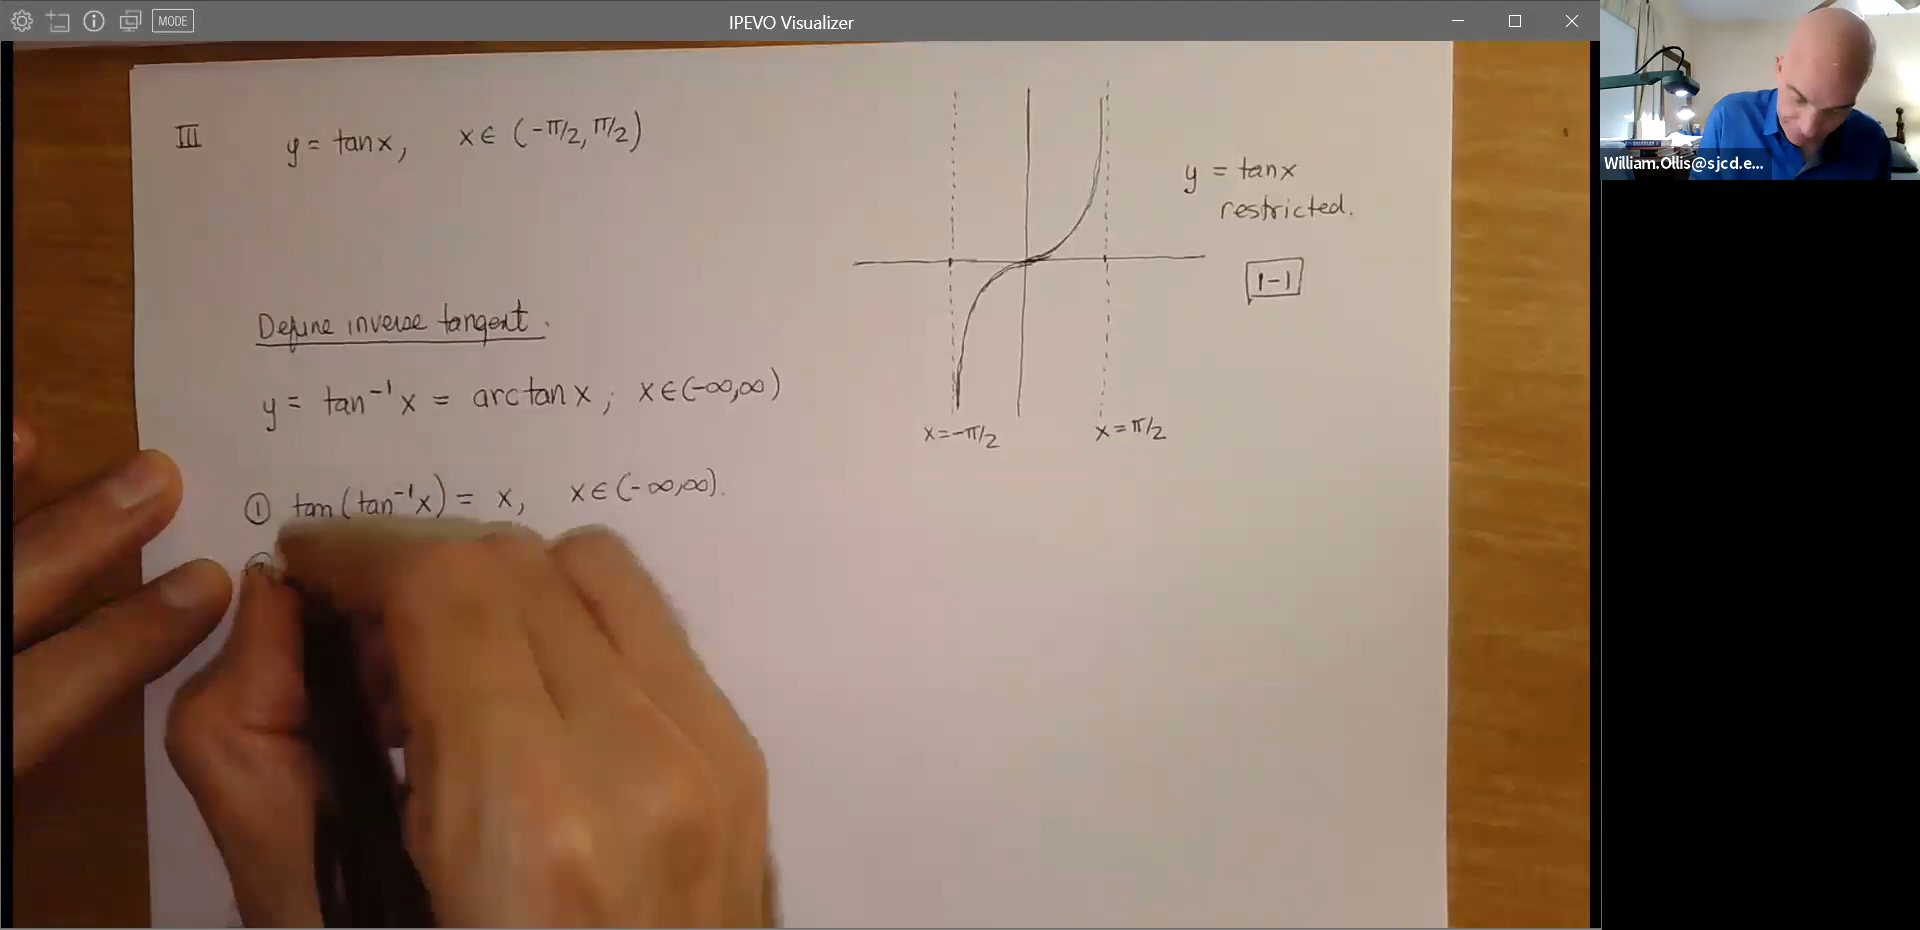 MODE
IPEVO Visualizer
William.Ollis@sjcd.e...
III y = tan x, x ∈ (-π/2, π/2)
y = tan x
restricted.
1-1
Define inverse tangent.
y = tan⁻¹x = arctan x, x ∈ (-∞,∞)
x = -π/2
x = π/2
① tan(tan⁻¹x) = x, x ∈ (-∞,∞).
②